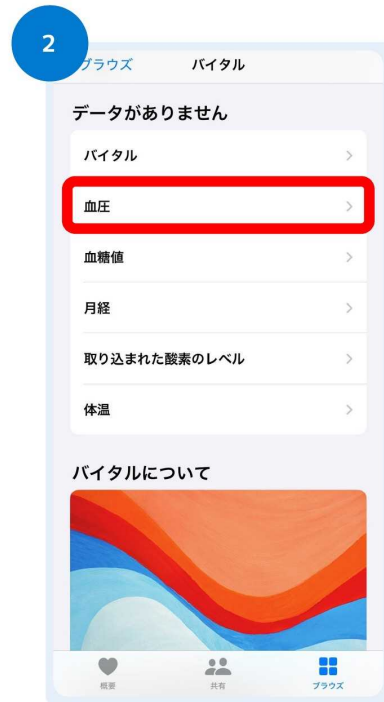 2
ブラウズ バイタル
データがありません
バイタル
血圧
血糖値
月経
取り込まれた酸素のレベル
体温
バイタルについて
概要 共有 ブラウズ